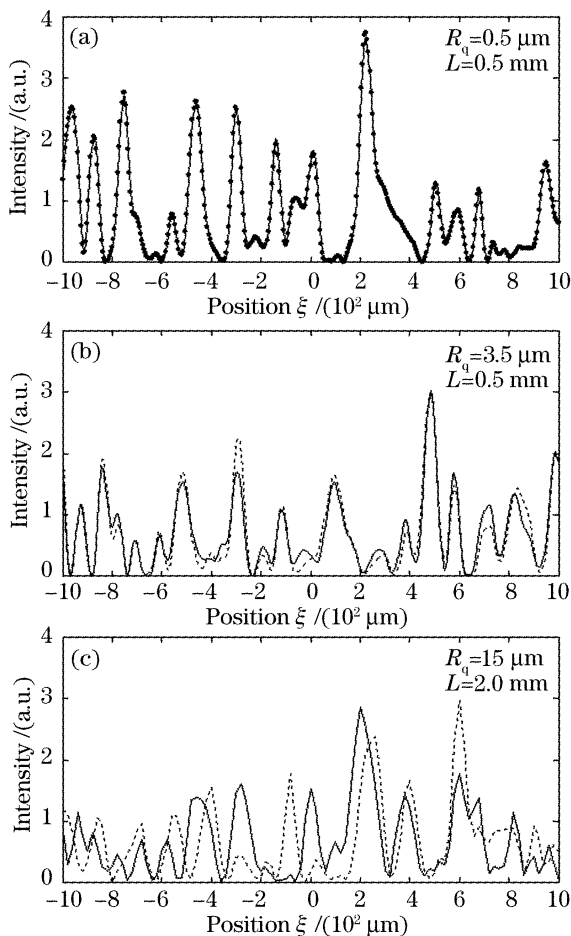 (a)
R_q=0.5 μm
L=0.5 mm
Intensity /(a.u.)
4
3
2
1
0
−10 −8 −6 −4 −2 0 2 4 6 8 10
Position ξ /(10² μm)
(b)
R_q=3.5 μm
L=0.5 mm
Intensity /(a.u.)
4
3
2
1
0
−10 −8 −6 −4 −2 0 2 4 6 8 10
Position ξ /(10² μm)
(c)
R_q=15 μm
L=2.0 mm
Intensity /(a.u.)
4
3
2
1
0
−10 −8 −6 −4 −2 0 2 4 6 8 10
Position ξ /(10² μm)